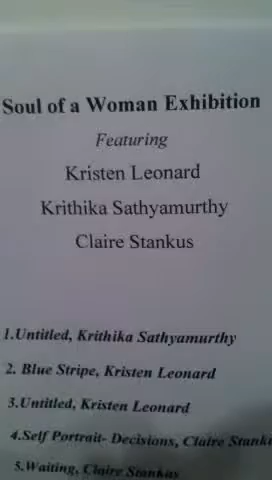 Soul of a Woman Exhibition
Featuring
Kristen Leonard
Krithika Sathyamurthy
Claire Stankus
1.Untitled, Krithika Sathyamurthy
2. Blue Stripe, Kristen Leonard
3.Untitled, Kristen Leonard
4.Self Portrait- Decisions, Claire Stank
5.Waiting, Claire Stankus